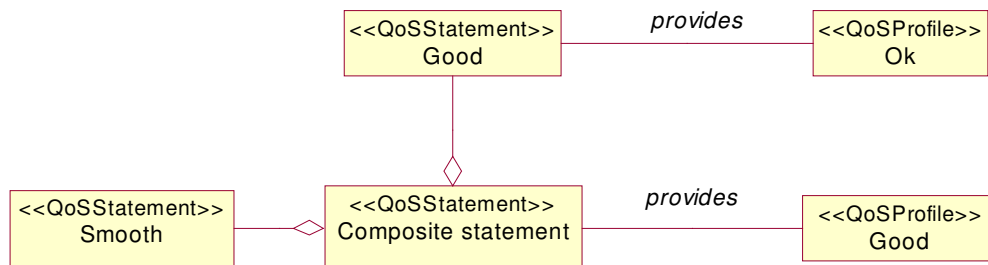 <<QoSStatement>>
Good
provides
<<QoSProfile>>
Ok
<<QoSStatement>>
Smooth
<<QoSStatement>>
Composite statement
provides
<<QoSProfile>>
Good